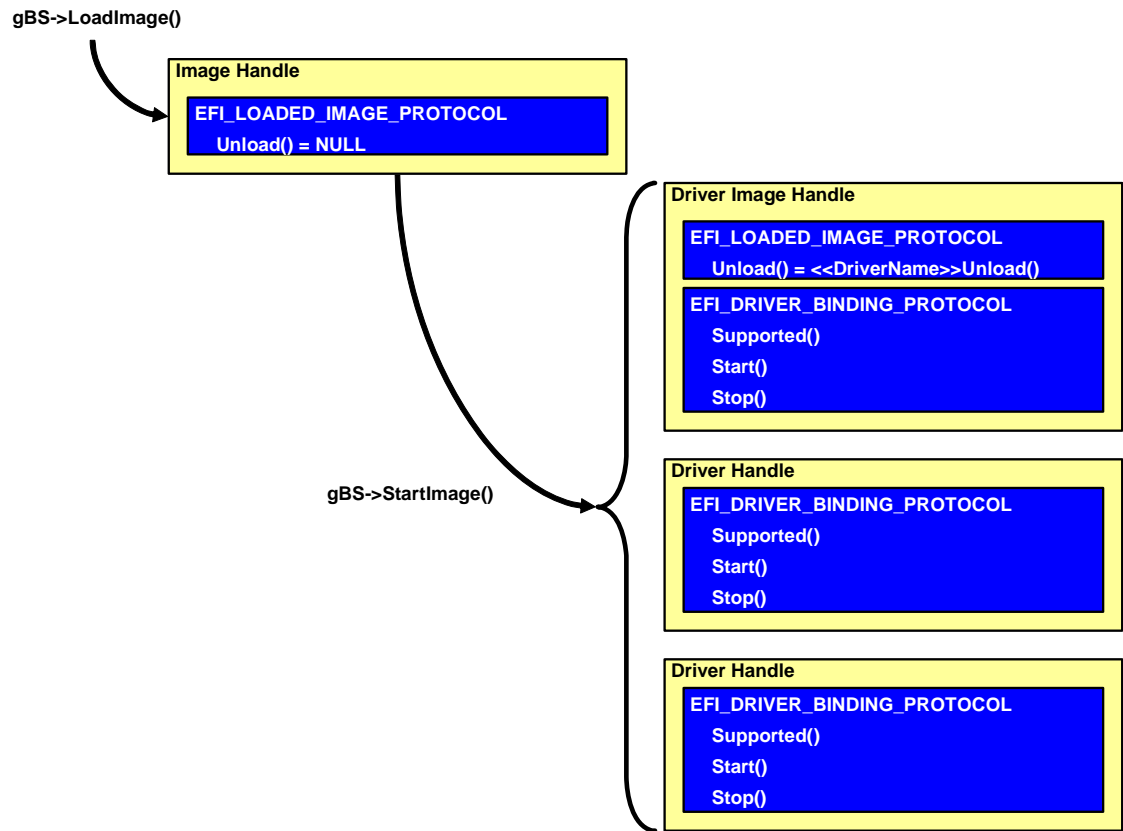 gBS->LoadImage()
Image Handle
EFI_LOADED_IMAGE_PROTOCOL
Unload() = NULL
Driver Image Handle
EFI_LOADED_IMAGE_PROTOCOL
Unload() = <<DriverName>>Unload()
EFI_DRIVER_BINDING_PROTOCOL
Supported()
Start()
Stop()
gBS->StartImage()
Driver Handle
EFI_DRIVER_BINDING_PROTOCOL
Supported()
Start()
Stop()
Driver Handle
EFI_DRIVER_BINDING_PROTOCOL
Supported()
Start()
Stop()